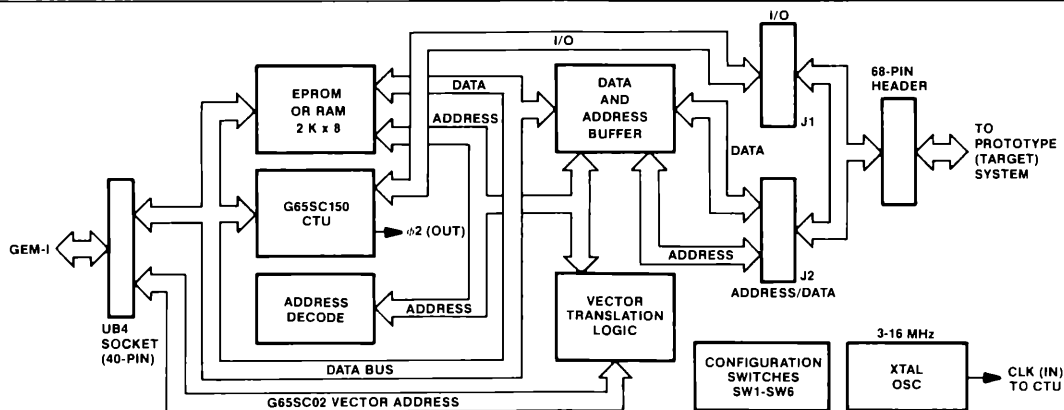 I/O
I/O
EPROM
OR RAM
2 K x 8
DATA
ADDRESS
DATA
AND
ADDRESS
BUFFER
J1
68-PIN
HEADER
TO
PROTOTYPE
(TARGET)
SYSTEM
DATA
G65SC150
CTU
ϕ2 (OUT)
GEM-I
UB4
SOCKET
(40-PIN)
ADDRESS
DECODE
ADDRESS
VECTOR
TRANSLATION
LOGIC
ADDRESS
J2
ADDRESS/DATA
DATA BUS
G65SC02 VECTOR ADDRESS
CONFIGURATION
SWITCHES
SW1-SW6
3-16 MHz
XTAL
OSC
CLK (IN)
TO CTU